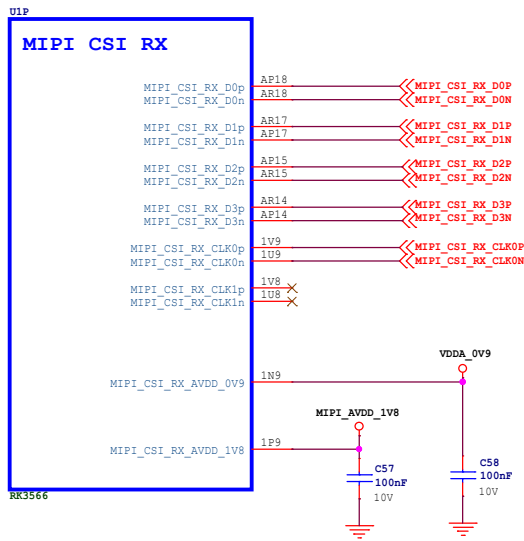 U1P
MIPI CSI RX
MIPI_CSI_RX_D0p AP18 MIPI_CSI_RX_D0P
MIPI_CSI_RX_D0n AR18 MIPI_CSI_RX_D0N
MIPI_CSI_RX_D1p AR17 MIPI_CSI_RX_D1P
MIPI_CSI_RX_D1n AP17 MIPI_CSI_RX_D1N
MIPI_CSI_RX_D2p AP15 MIPI_CSI_RX_D2P
MIPI_CSI_RX_D2n AR15 MIPI_CSI_RX_D2N
MIPI_CSI_RX_D3p AR14 MIPI_CSI_RX_D3P
MIPI_CSI_RX_D3n AP14 MIPI_CSI_RX_D3N
MIPI_CSI_RX_CLK0p 1V9 MIPI_CSI_RX_CLK0P
MIPI_CSI_RX_CLK0n 1U9 MIPI_CSI_RX_CLK0N
MIPI_CSI_RX_CLK1p 1V8
MIPI_CSI_RX_CLK1n 1U8
VDDA_0V9
MIPI_CSI_RX_AVDD_0V9 1N9
MIPI_AVDD_1V8
MIPI_CSI_RX_AVDD_1V8 1P9
C57
100nF
10V
C58
100nF
10V
RK3566